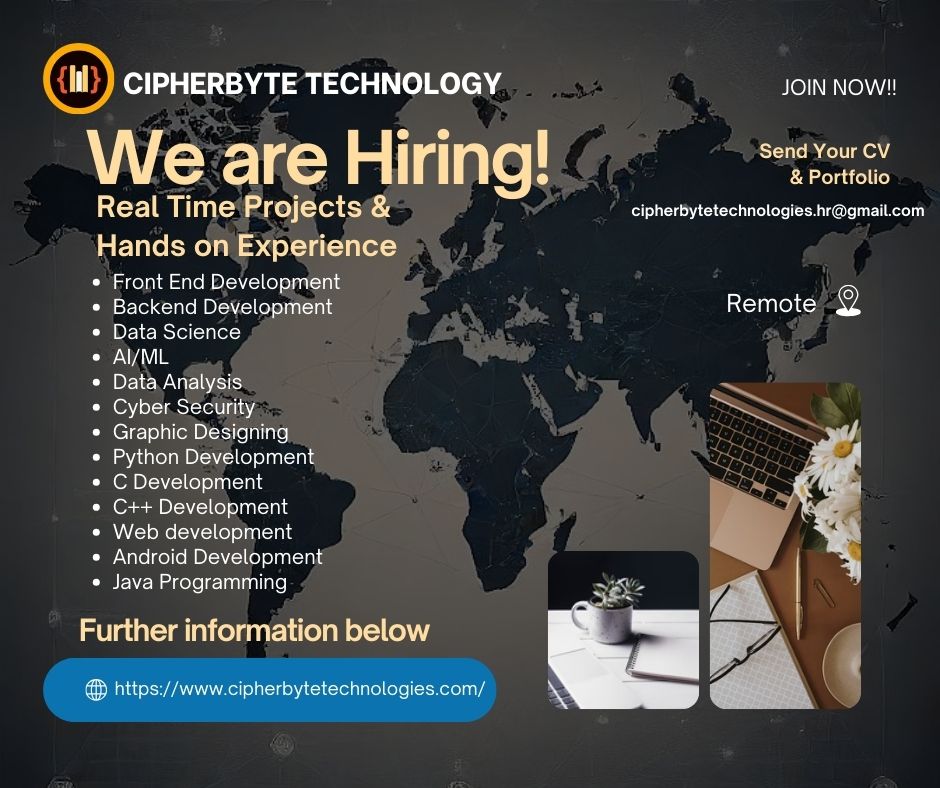 CIPHERBYTE TECHNOLOGY
JOIN NOW!!
We are Hiring!
Send Your CV
& Portfolio
cipherbytetechnologies.hr@gmail.com
Real Time Projects &
Hands on Experience
Remote
Front End Development
Backend Development
Data Science
AI/ML
Data Analysis
Cyber Security
Graphic Designing
Python Development
C Development
C++ Development
Web development
Android Development
Java Programming
Further information below
https://www.cipherbytetechnologies.com/